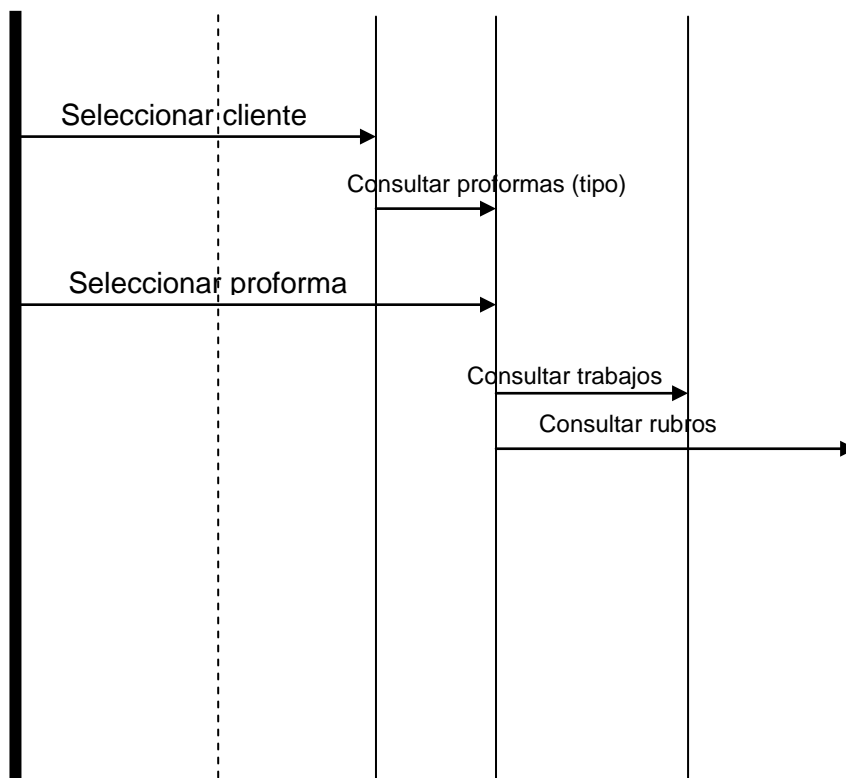 Seleccionar cliente
Consultar proformas (tipo)
Seleccionar proforma
Consultar trabajos
Consultar rubros